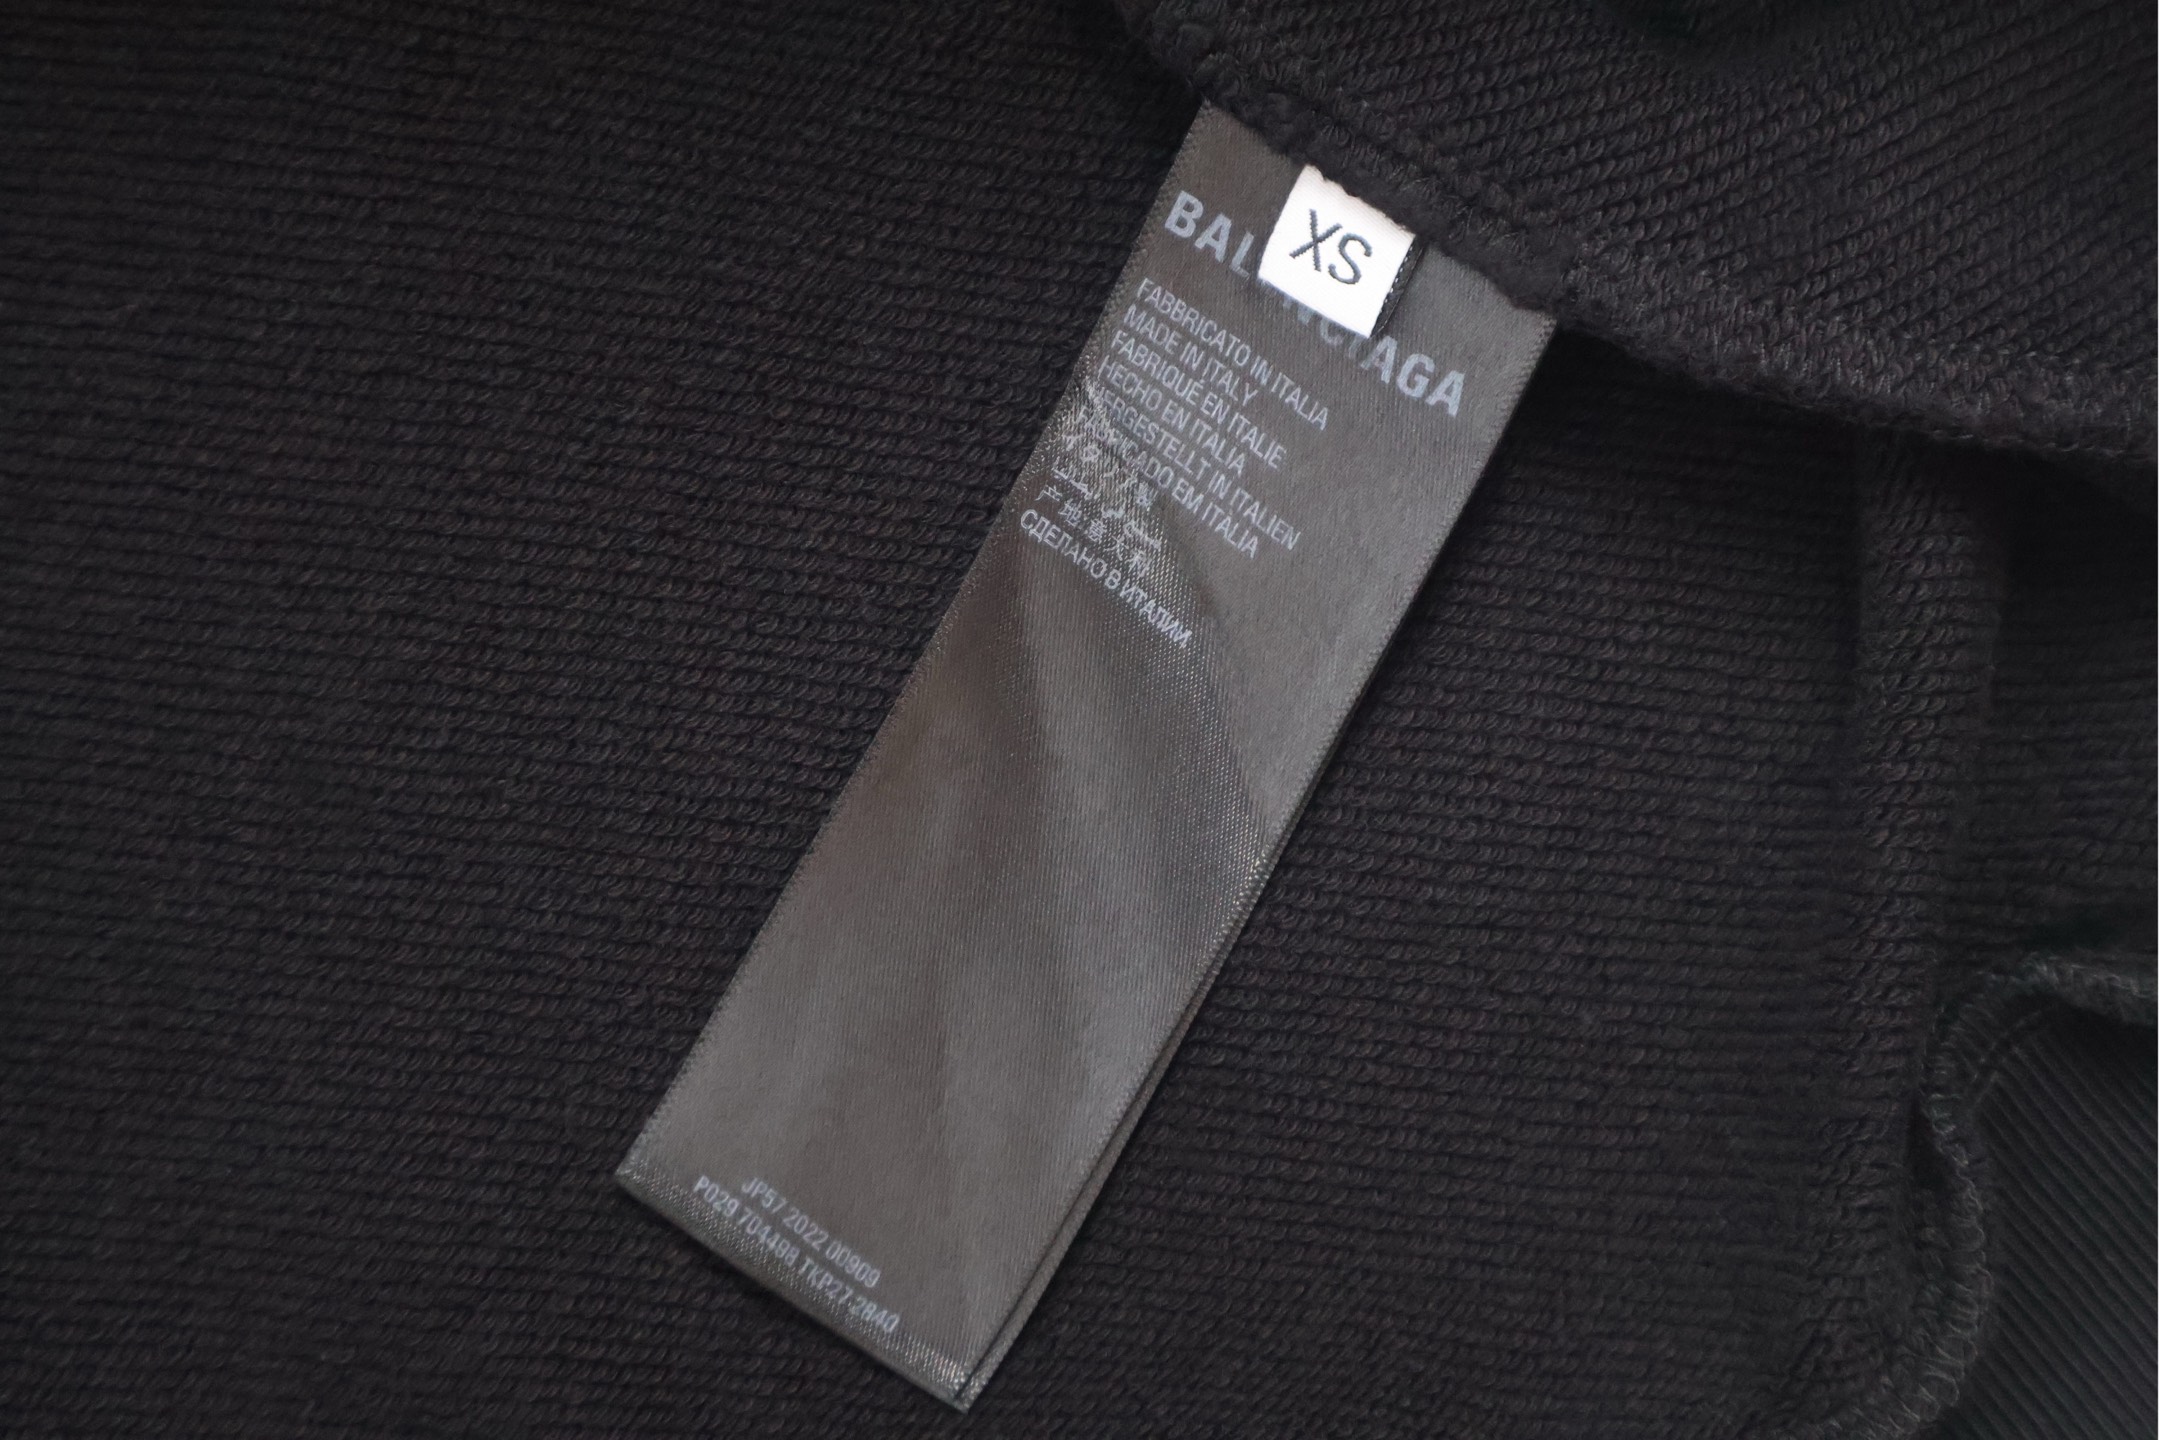 XS
BALENCIAGA
FABBRICATO IN ITALIA
MADE IN ITALY
FABRIQUÉ EN ITALIE
HECHO EN ITALIA
HERGESTELLT IN ITALIEN
EM ITALIA
产地意大利
СДЕЛАНО В ИТАЛИИ
JP57 2022 00909
P029 704498 TKP27 2840